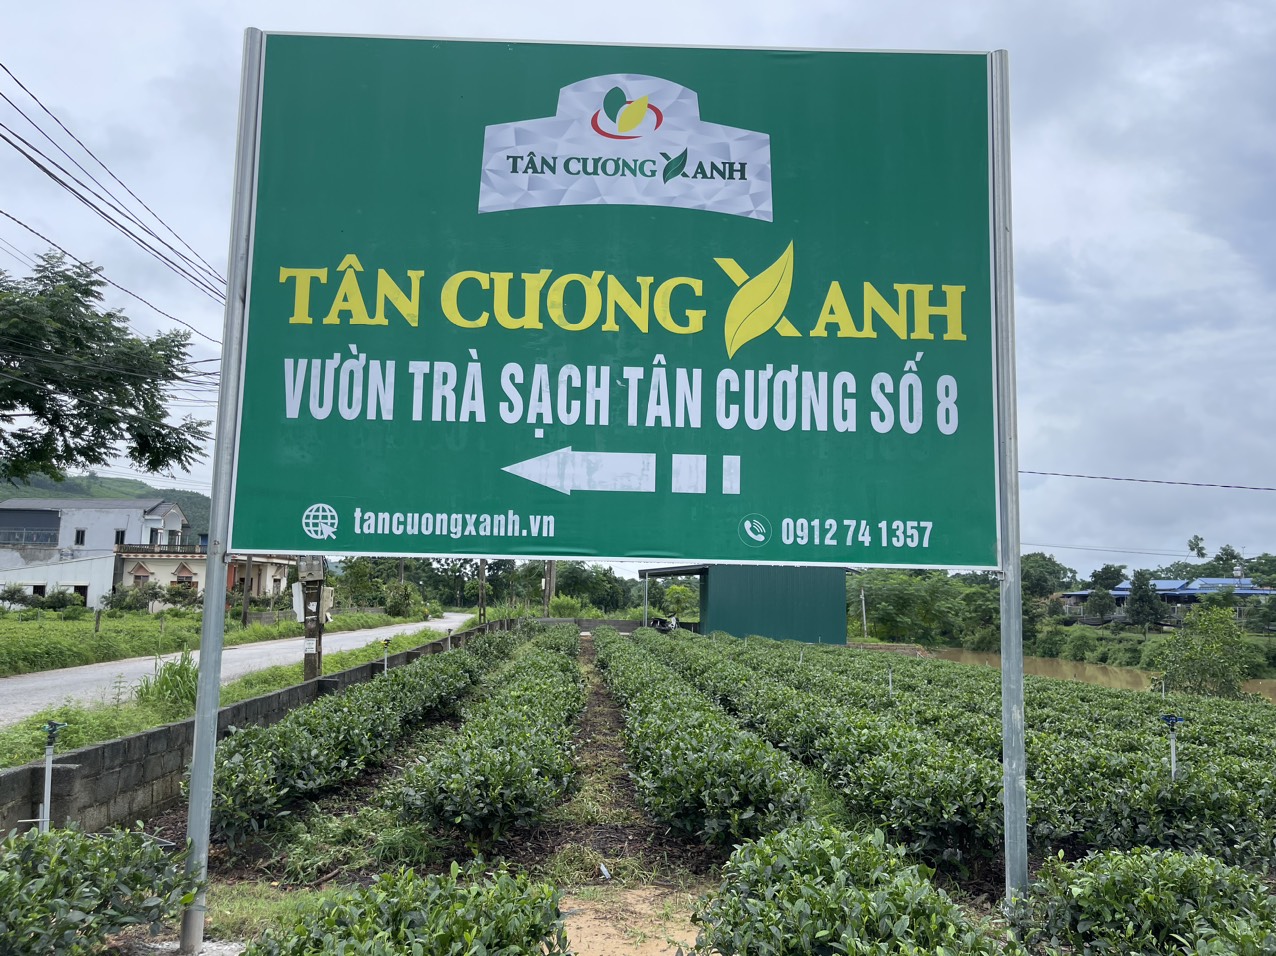 TÂN CƯƠNG XANH
TÂN CƯƠNG XANH
VƯỜN TRÀ SẠCH TÂN CƯƠNG SỐ 8
tancuongxanh.vn
0912 74 1357